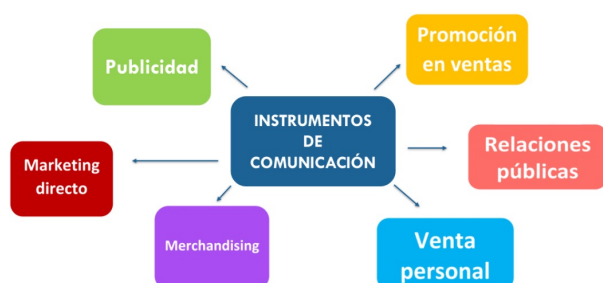 Publicidad
Promoción
en ventas
INSTRUMENTOS
DE
COMUNICACIÓN
Marketing
directo
Relaciones
públicas
Merchandising
Venta
personal